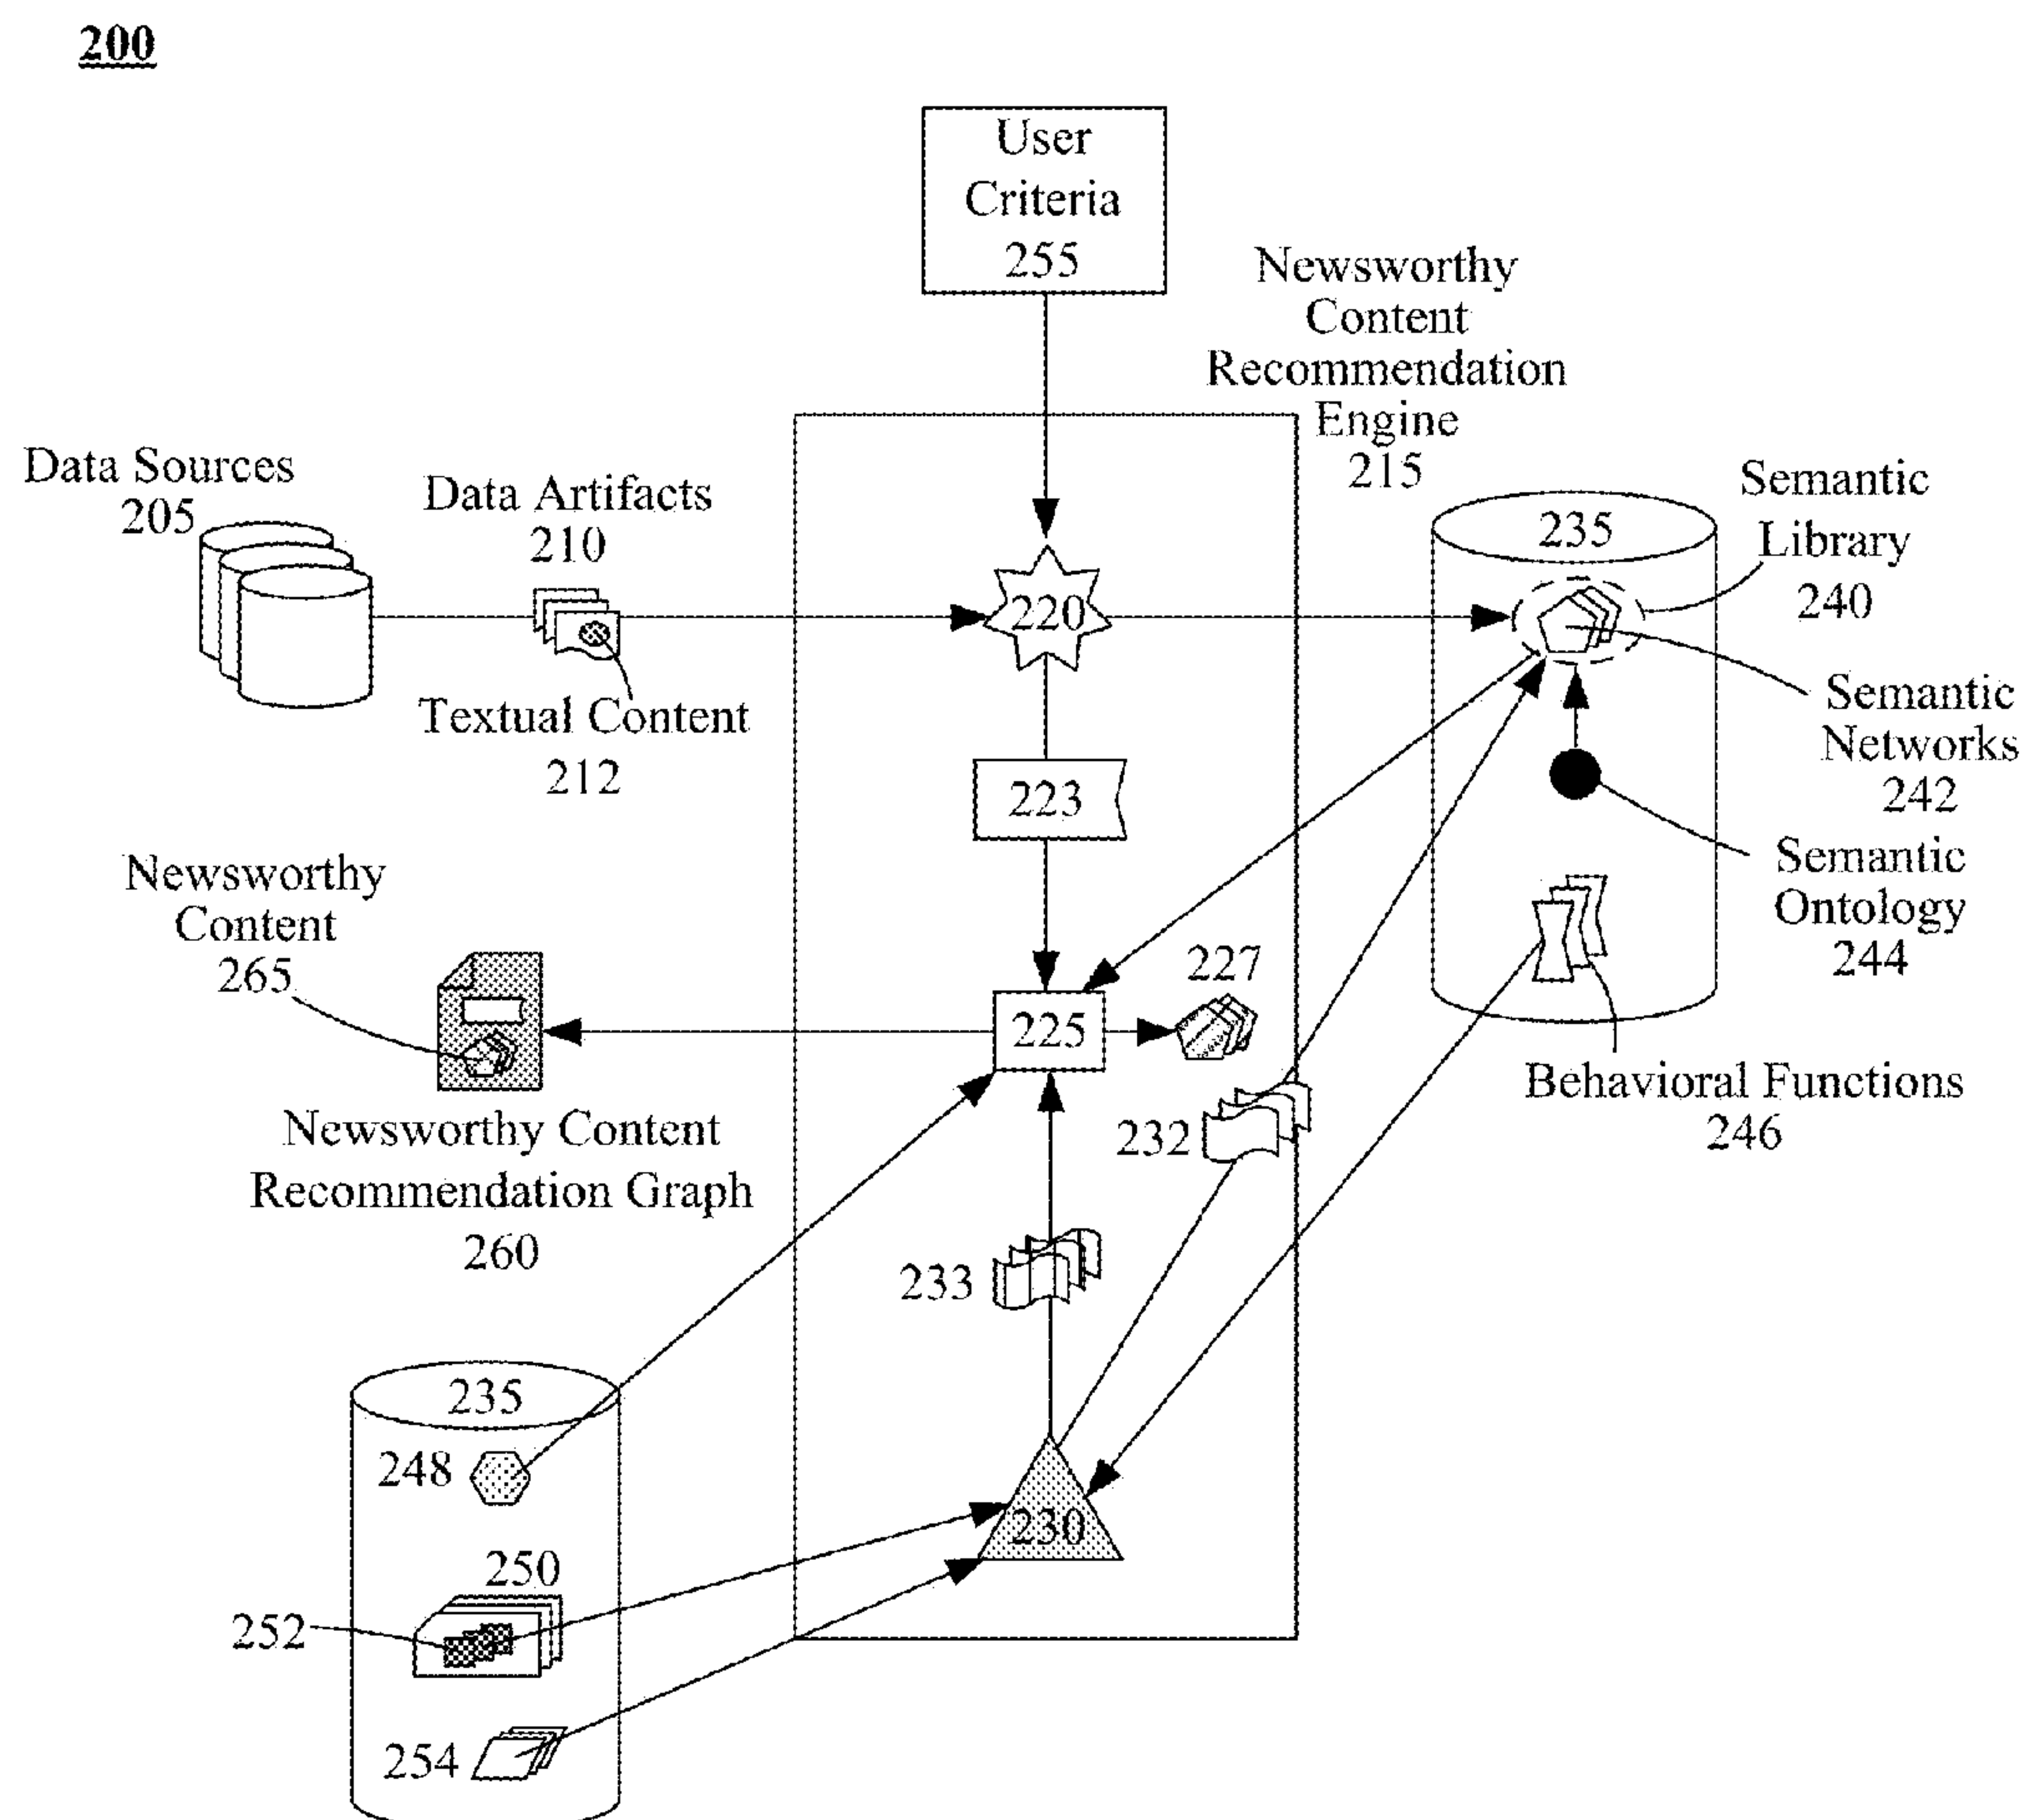 200
User
Criteria
255
Newsworthy
Content
Recommendation
Engine
215
Data Sources
205
Data Artifacts
210
Textual Content
212
220
223
235
Semantic
Library
240
Semantic
Networks
242
Semantic
Ontology
244
Behavioral Functions
246
Newsworthy
Content
265
Newsworthy Content
Recommendation Graph
260
225
227
232
233
230
235
248
250
252
254